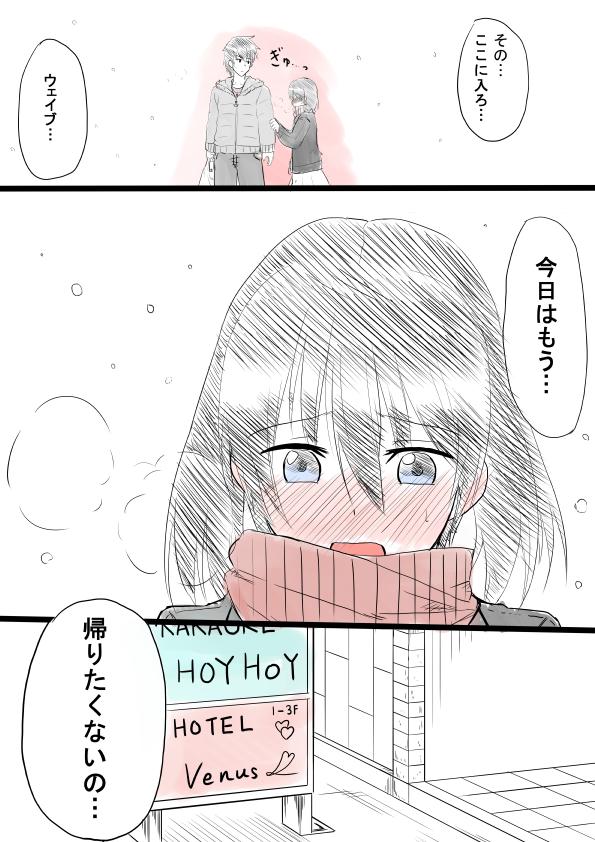 その…
ここに入ろ…
ぎゅ…っ
ウェイブ…
今日はもう…
帰りたくないの…
KARAOKE
HOYHOY
1-3F
HOTEL
Venus